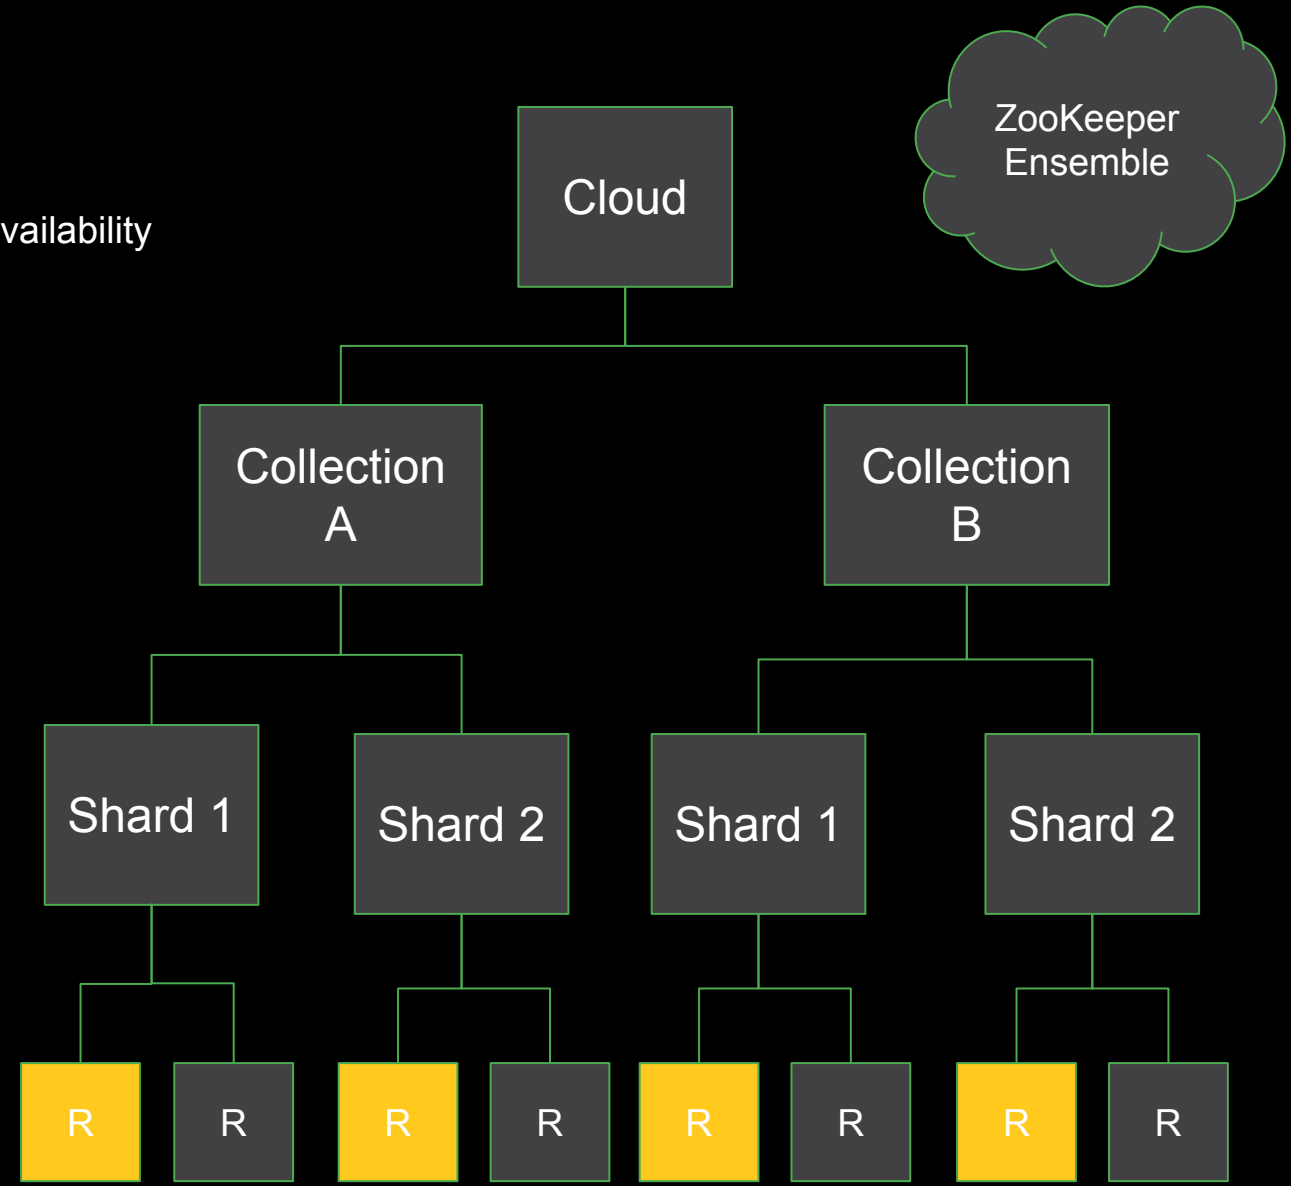 ZooKeeper
Ensemble
Cloud
vailability
Collection
A
Collection
B
Shard 1
Shard 2
Shard 1
Shard 2
R
R
R
R
R
R
R
R